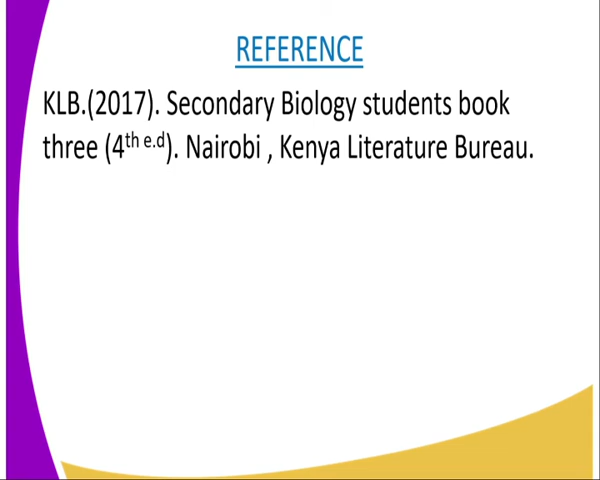 REFERENCE
KLB.(2017). Secondary Biology students book
three (4th e.d). Nairobi , Kenya Literature Bureau.